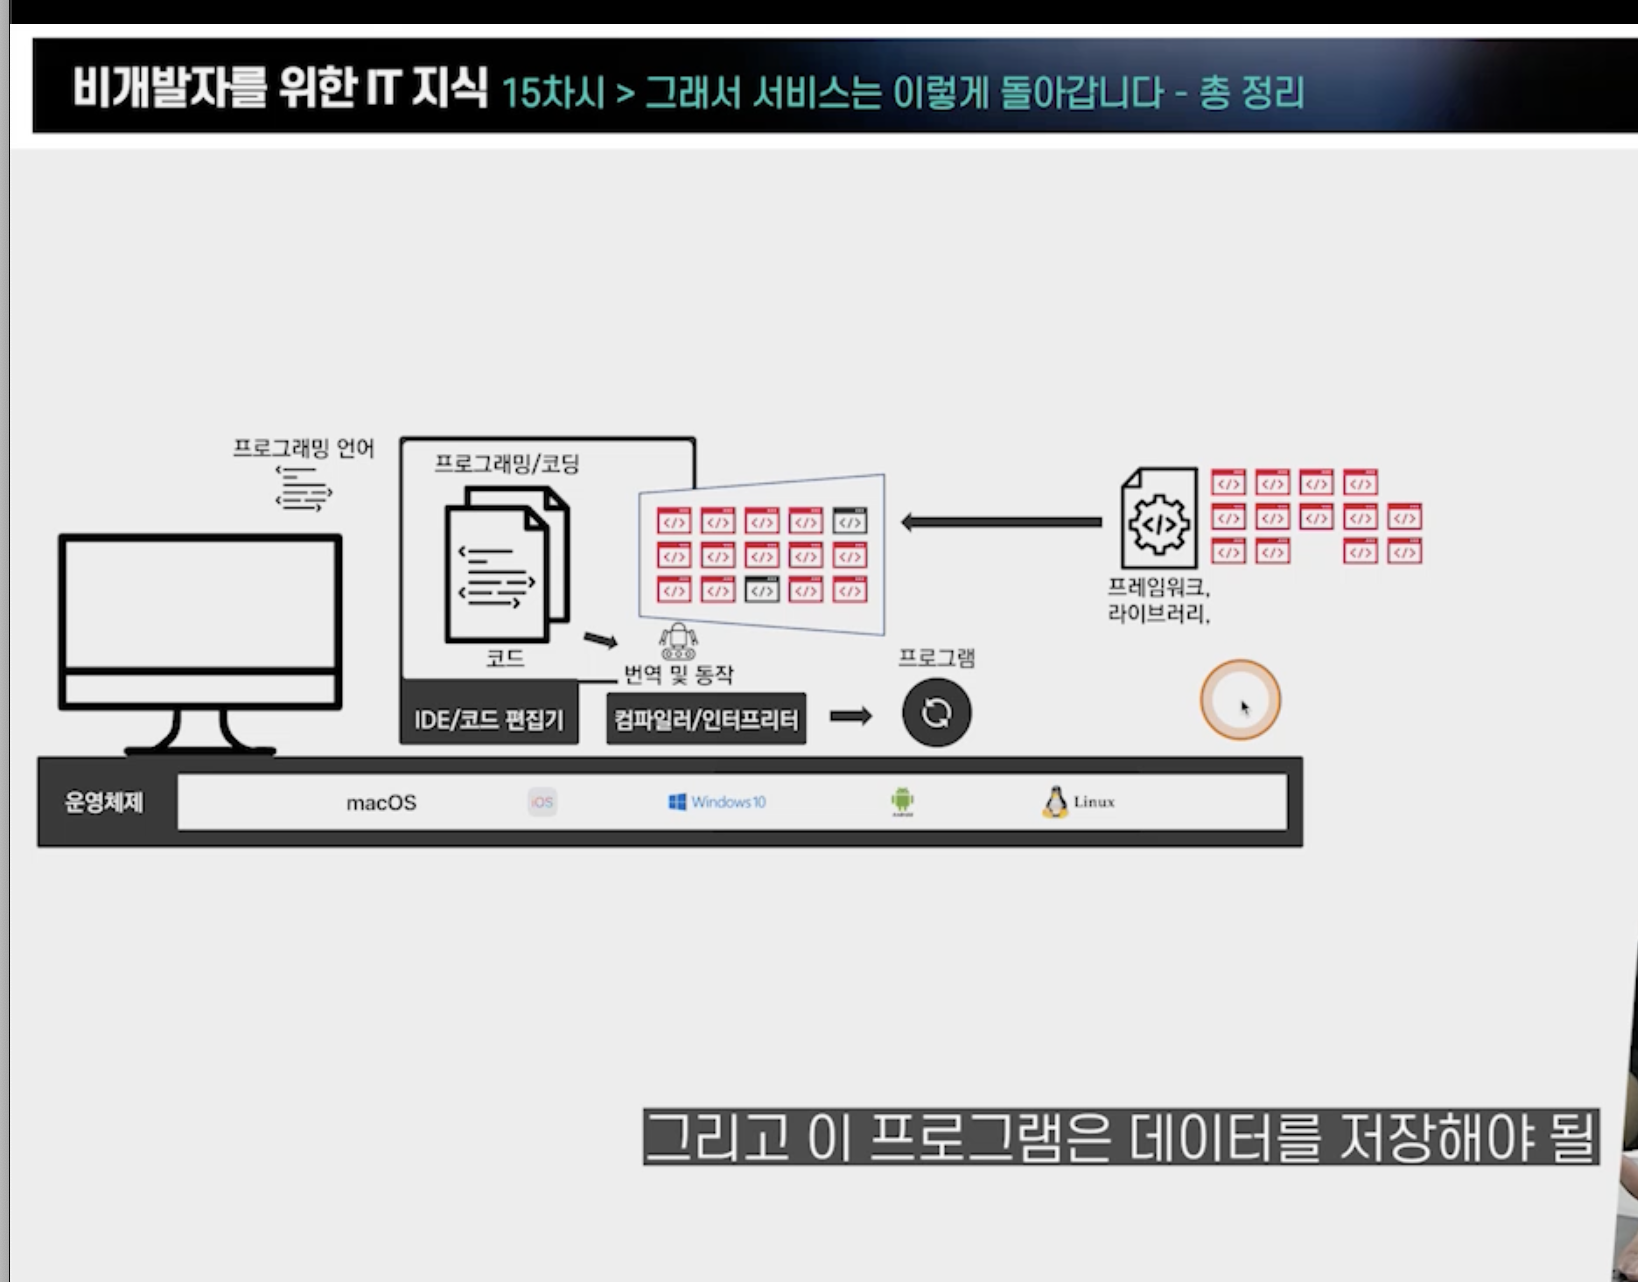 비개발자를 위한 IT 지식 15차시 > 그래서 서비스는 이렇게 돌아갑니다 - 총 정리
프로그래밍 언어
프로그래밍/코딩
코드
IDE/코드 편집기
번역 및 동작
컴파일러/인터프리터
프로그램
프레임워크,
라이브러리,
운영체제
macOS
iOS
Windows10
android
Linux
그리고 이 프로그램은 데이터를 저장해야 될